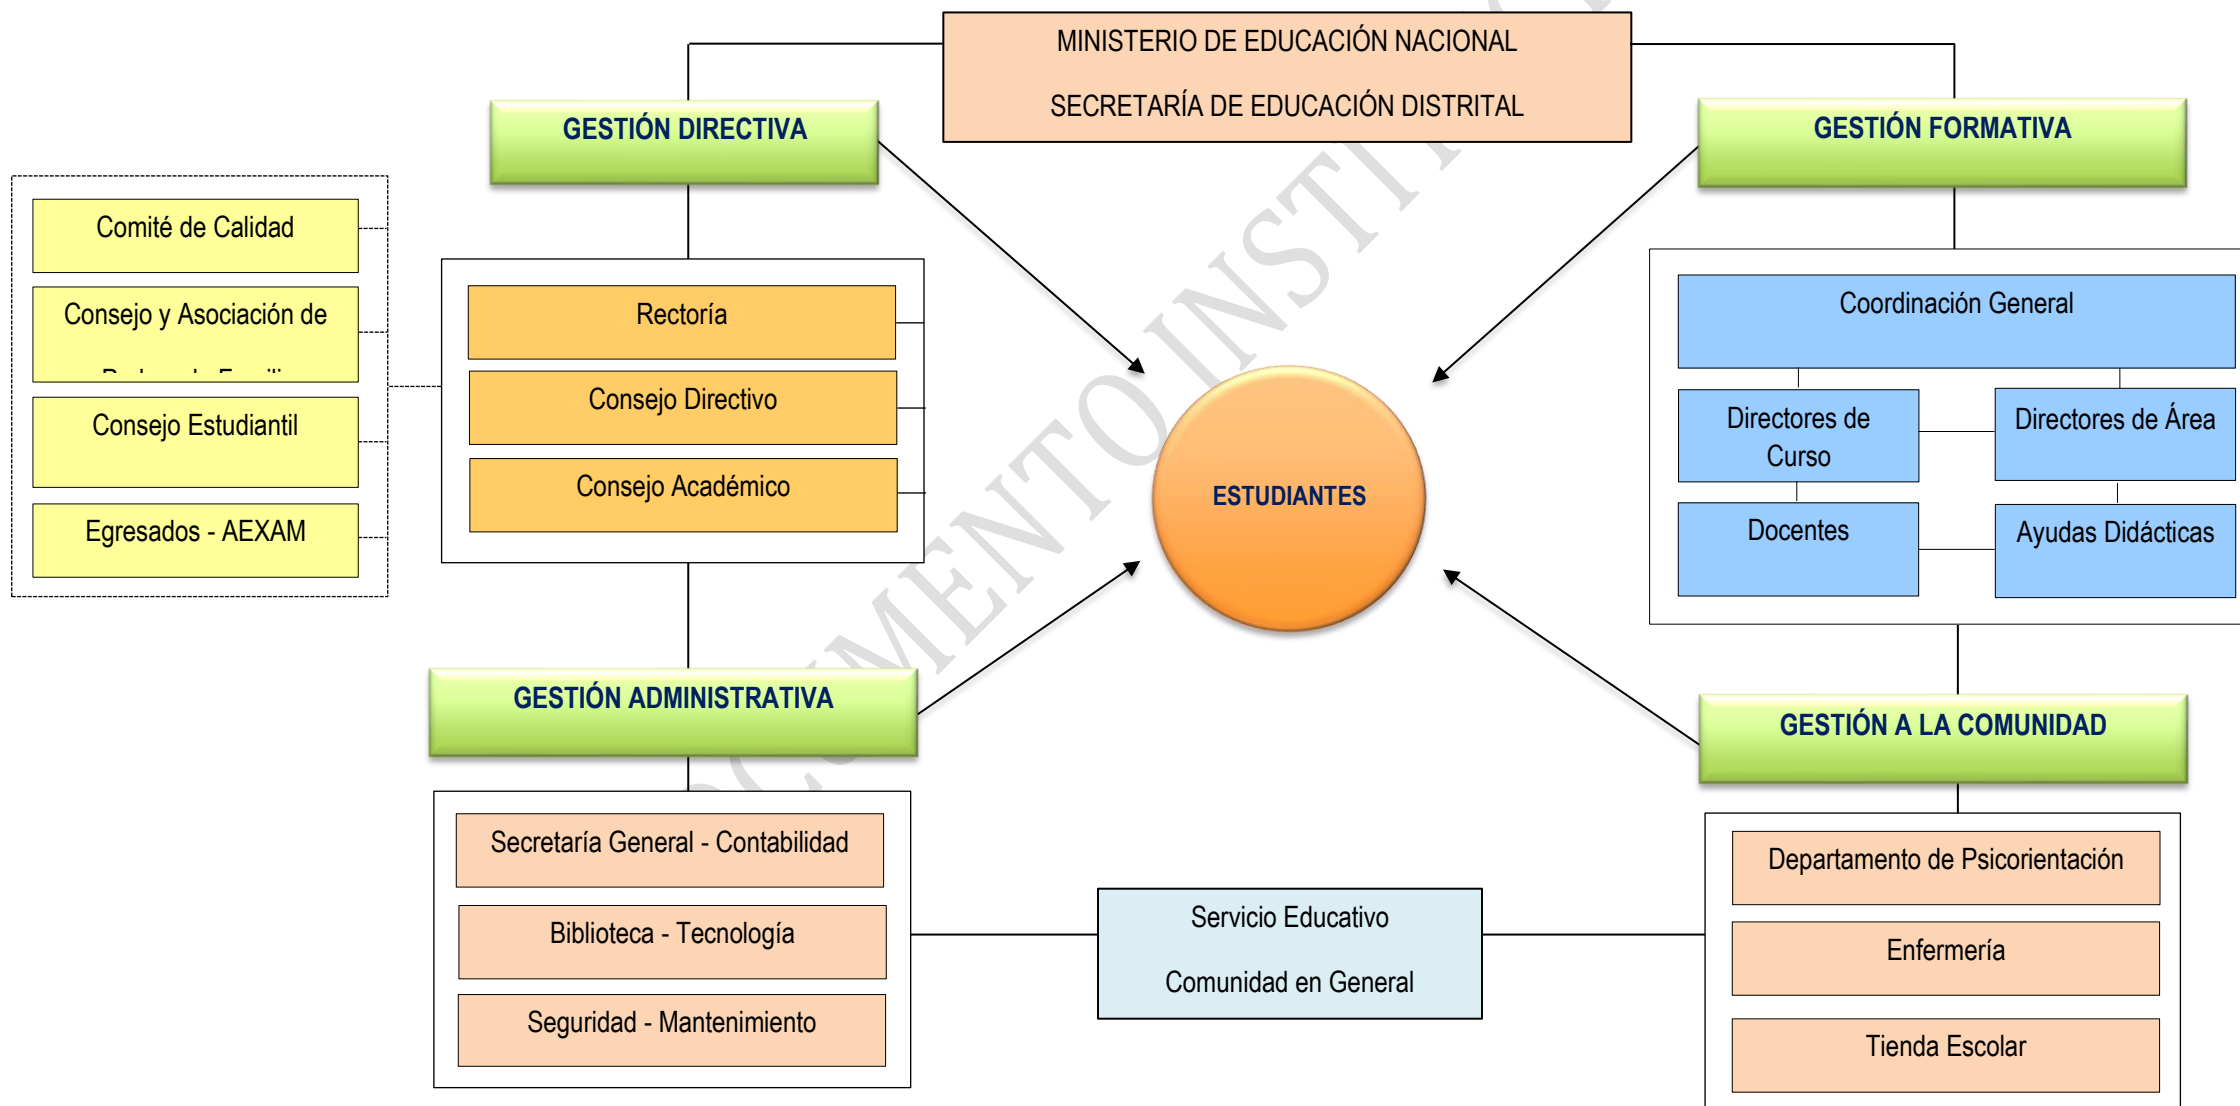 MINISTERIO DE EDUCACIÓN NACIONAL
SECRETARÍA DE EDUCACIÓN DISTRITAL
GESTIÓN DIRECTIVA
GESTIÓN FORMATIVA
Comité de Calidad
Consejo y Asociación de
Consejo Estudiantil
Egresados - AEXAM
Rectoría
Consejo Directivo
Consejo Académico
ESTUDIANTES
Coordinación General
Directores de
Curso
Directores de Área
Docentes
Ayudas Didácticas
GESTIÓN ADMINISTRATIVA
GESTIÓN A LA COMUNIDAD
Secretaría General - Contabilidad
Biblioteca - Tecnología
Seguridad - Mantenimiento
Servicio Educativo
Comunidad en General
Departamento de Psicorientación
Enfermería
Tienda Escolar